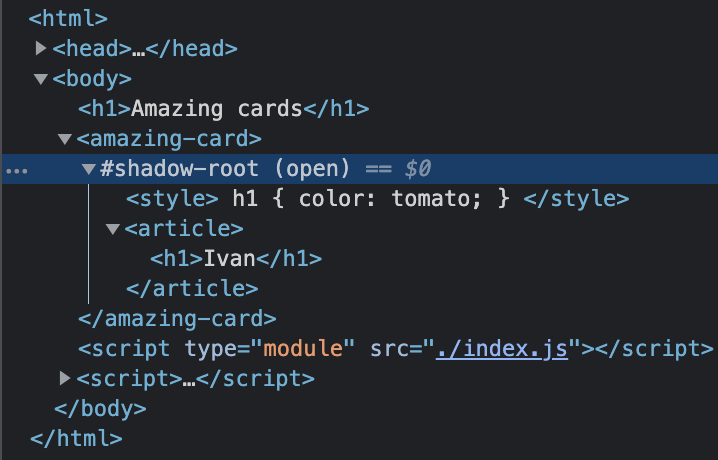 <html>
▶<head>…</head>
▼<body>
<h1>Amazing cards</h1>
▼<amazing-card>
… ▼#shadow-root (open) == $0
<style> h1 { color: tomato; } </style>
▼<article>
<h1>Ivan</h1>
</article>
</amazing-card>
<script type="module" src="./index.js"></script>
▶<script>…</script>
</body>
</html>